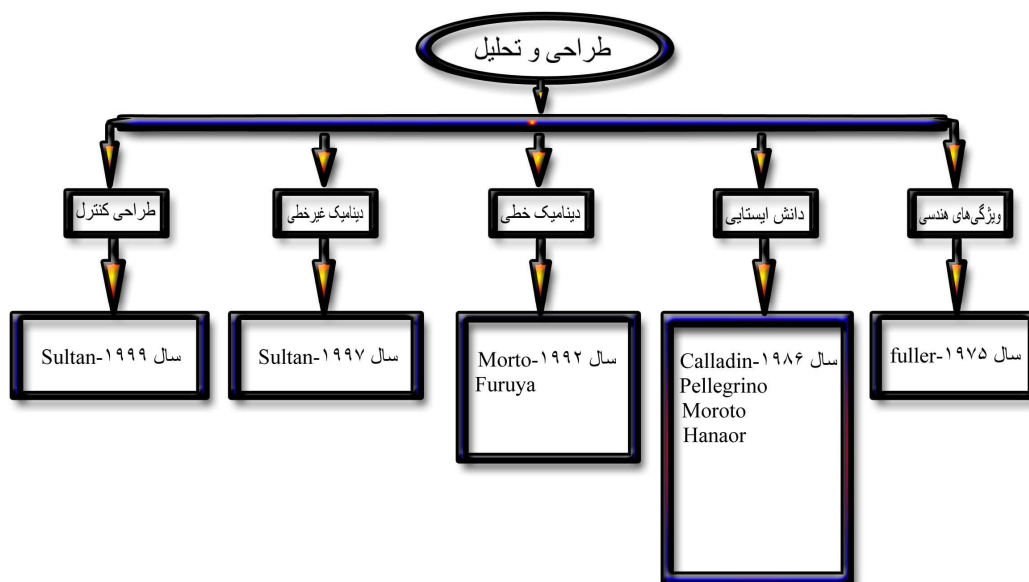 طراحی و تحلیل
ویژگی‌های هندسی
دانش ایستایی
دینامیک خطی
دینامیک غیرخطی
طراحی کنترل
سال ۱۹۷۵-fuller
سال ۱۹۸۶-Calladin
Pellegrino
Moroto
Hanaor
سال ۱۹۹۲-Morto
Furuya
سال ۱۹۹۷-Sultan
سال ۱۹۹۹-Sultan